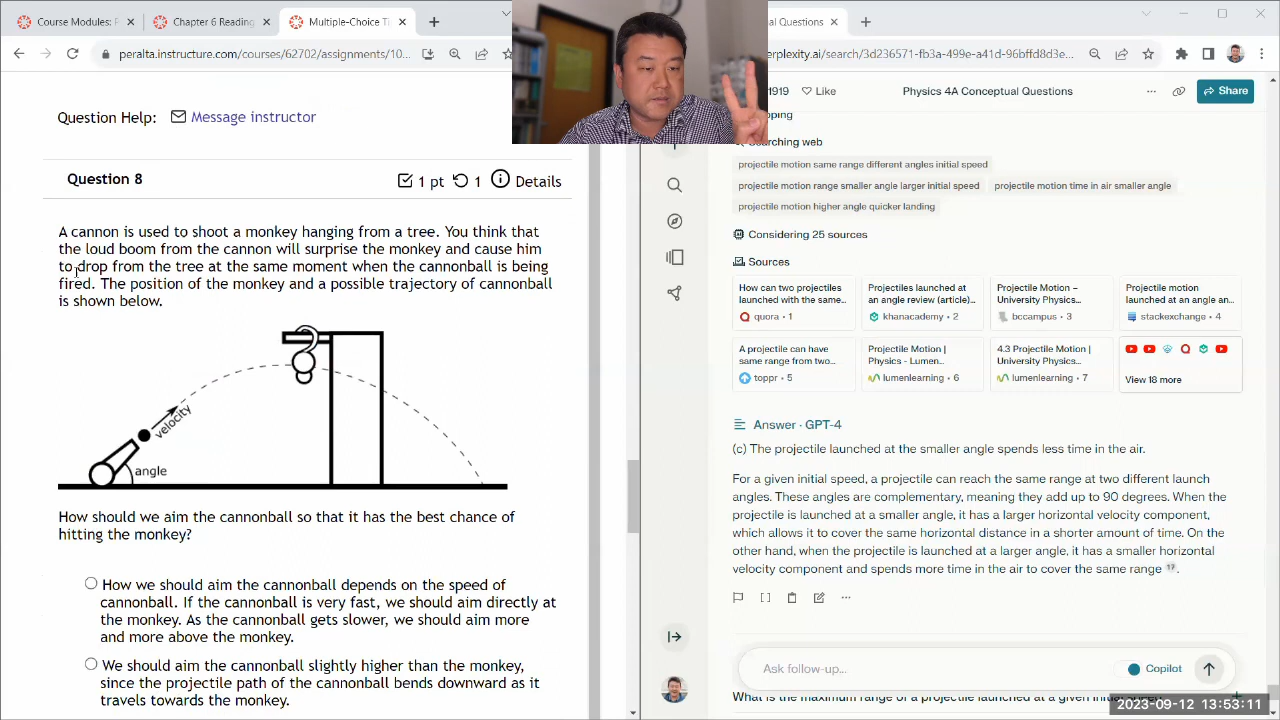 Course Modules: F
Chapter 6 Reading
Multiple-Choice T
al Questions
peralta.instructure.com/courses/62702/assignments/10...
erplexity.ai/search/3d236571-fb3a-499e-a41d-96bffd8d3e...
1919
Like
Physics 4A Conceptual Questions
Share
Question Help:
Message instructor
Question 8
1 pt
1
Details
A cannon is used to shoot a monkey hanging from a tree. You think that
the loud boom from the cannon will surprise the monkey and cause him
to drop from the tree at the same moment when the cannonball is being
fired. The position of the monkey and a possible trajectory of cannonball
is shown below.
velocity
angle
How should we aim the cannonball so that it has the best chance of
hitting the monkey?
How we should aim the cannonball depends on the speed of
cannonball. If the cannonball is very fast, we should aim directly at
the monkey. As the cannonball gets slower, we should aim more
and more above the monkey.
We should aim the cannonball slightly higher than the monkey,
since the projectile path of the cannonball bends downward as it
travels towards the monkey.
earching web
projectile motion same range different angles initial speed
projectile motion range smaller angle larger initial speed
projectile motion time in air smaller angle
projectile motion higher angle quicker landing
Considering 25 sources
Sources
How can two projectiles
launched with the same...
quora • 1
Projectiles launched at
an angle review (article)...
khanacademy • 2
Projectile Motion –
University Physics...
bccampus • 3
Projectile motion
launched at an angle an...
stackexchange • 4
A projectile can have
same range from two...
toppr • 5
Projectile Motion |
Physics - Lumen...
lumenlearning • 6
4.3 Projectile Motion |
University Physics...
lumenlearning • 7
View 18 more
Answer · GPT-4
(c) The projectile launched at the smaller angle spends less time in the air.
For a given initial speed, a projectile can reach the same range at two different launch
angles. These angles are complementary, meaning they add up to 90 degrees. When the
projectile is launched at a smaller angle, it has a larger horizontal velocity component,
which allows it to cover the same horizontal distance in a shorter amount of time. On the
other hand, when the projectile is launched at a larger angle, it has a smaller horizontal
velocity component and spends more time in the air to cover the same range
Ask follow-up...
Copilot
What is the maximum range of a projectile launched at a given initial speed?
2023-09-12 13:53:11